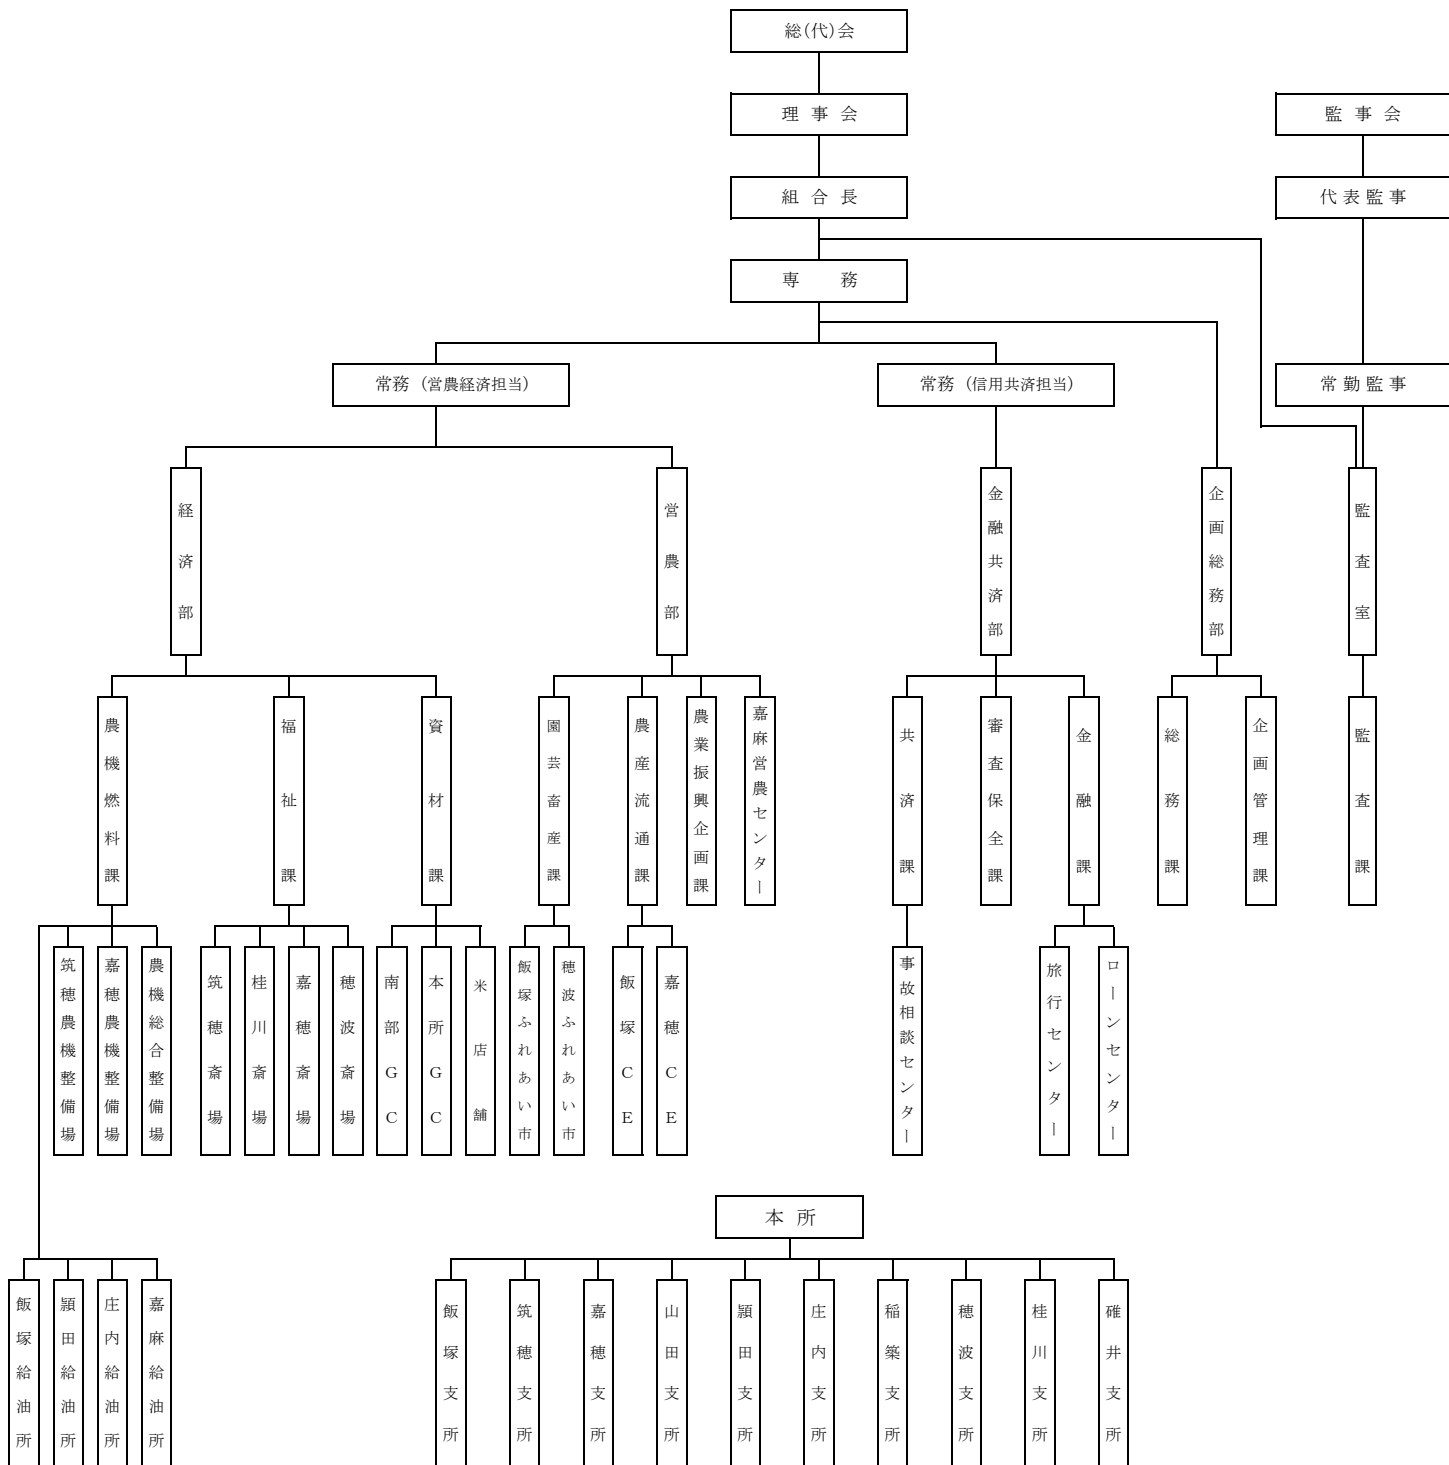 総(代)会
理事会
監事会
組合長
代表監事
専務
常務（営農経済担当）
常務（信用共済担当）
常勤監事
経済部
営農部
金融共済部
企画総務部
監査室
農機燃料課
福祉課
資材課
園芸畜産課
農産流通課
農業振興企画課
嘉麻営農センター
共済課
審査保全課
金融課
総務課
企画管理課
監査課
筑穂農機整備場
嘉穂農機整備場
農機総合整備場
筑穂斎場
桂川斎場
嘉穂斎場
穂波斎場
南部GC
本所GC
米店舗
飯塚ふれあい市
穂波ふれあい市
飯塚CE
嘉穂CE
事故相談センター
旅行センター
ローンセンター
本所
飯塚給油所
頴田給油所
庄内給油所
嘉麻給油所
飯塚支所
筑穂支所
嘉穂支所
山田支所
頴田支所
庄内支所
稲築支所
穂波支所
桂川支所
碓井支所